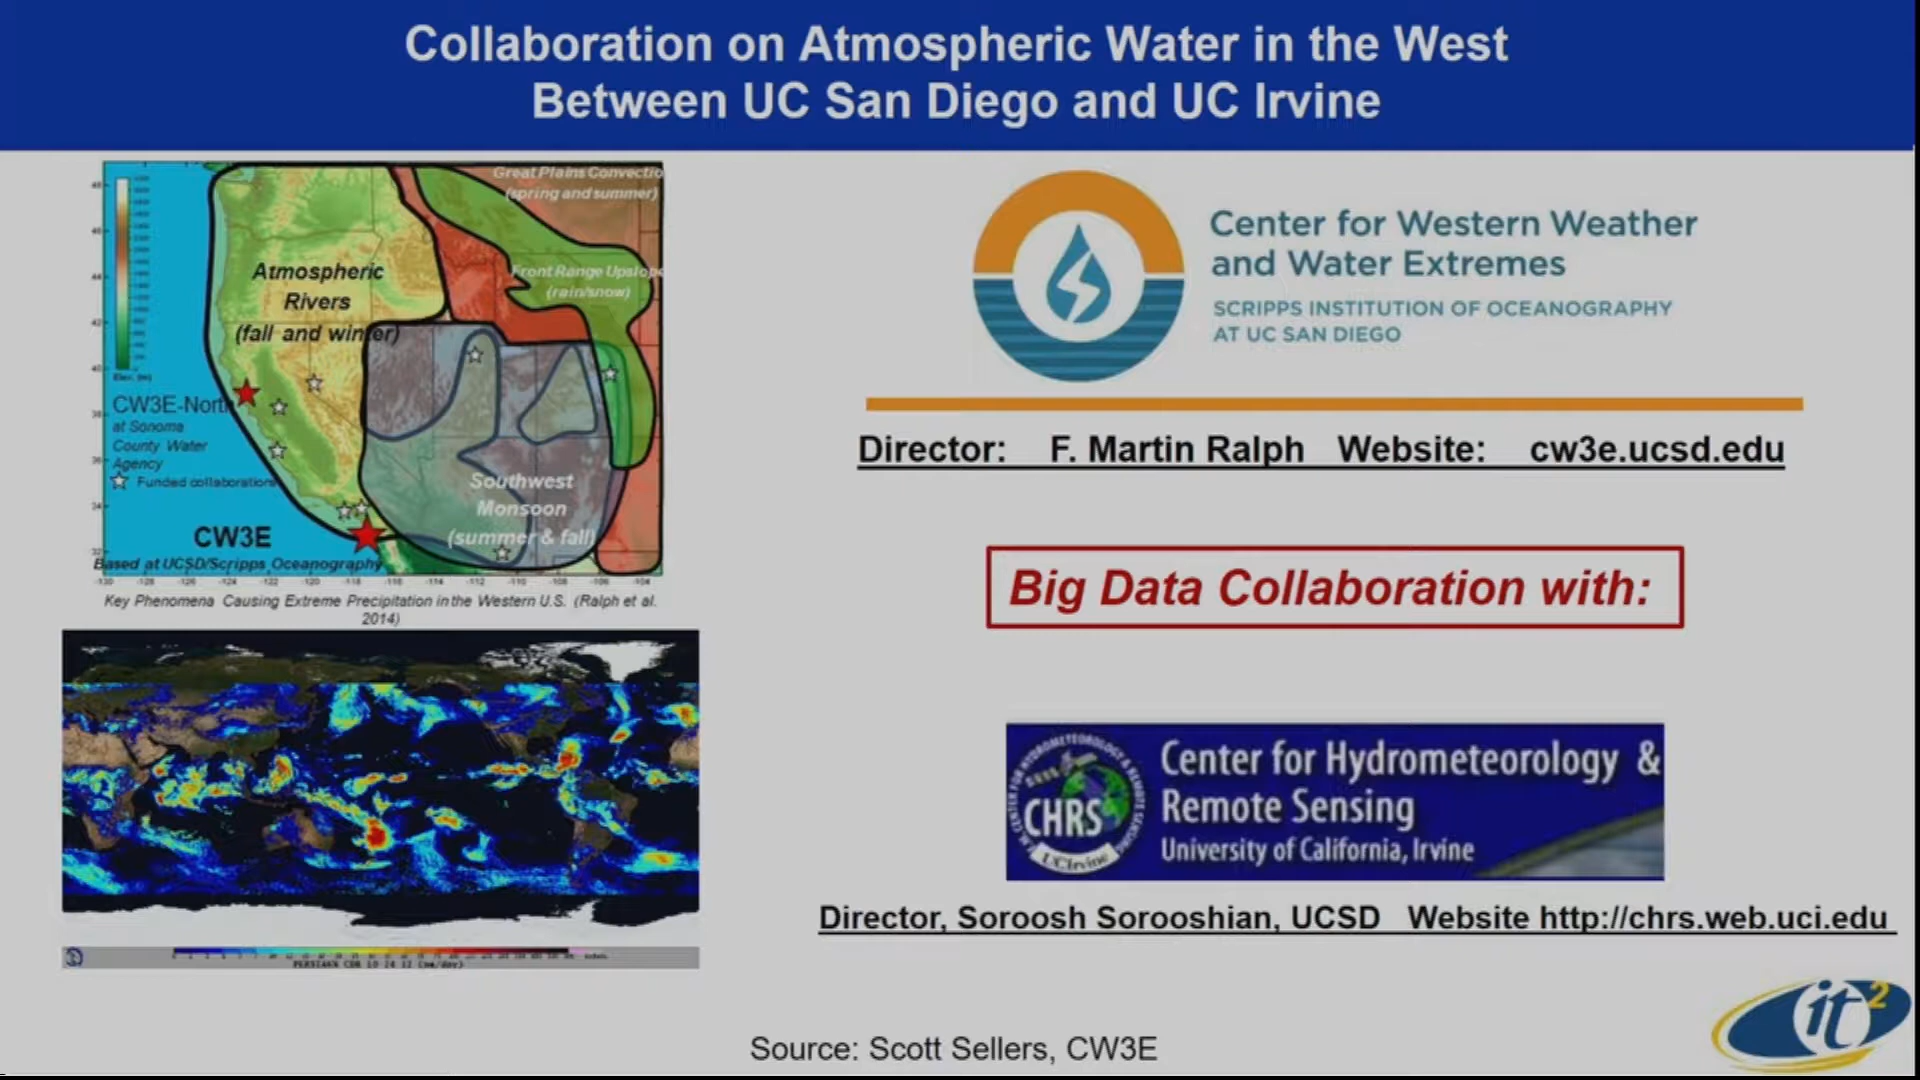 Collaboration on Atmospheric Water in the West
Between UC San Diego and UC Irvine
Great Plains Convectio
(spring and summer)
Front Range Upslope
(rain/snow)
Atmospheric
Rivers
(fall and winter)
CW3E-North
at Sonoma
County Water
Agency
Funded collaborations
Southwest
Monsoon
(summer & fall)
CW3E
Based at UCSD/Scripps Oceanography
Key Phenomena Causing Extreme Precipitation in the Western U.S. (Ralph et al.
2014)
Center for Western Weather
and Water Extremes
SCRIPPS INSTITUTION OF OCEANOGRAPHY
AT UC SAN DIEGO
Director: F. Martin Ralph Website: cw3e.ucsd.edu
Big Data Collaboration with:
CHRS
UCIrvine
Center for Hydrometeorology &
Remote Sensing
University of California, Irvine
Director, Soroosh Sorooshian, UCSD Website http://chrs.web.uci.edu
Source: Scott Sellers, CW3E
it2